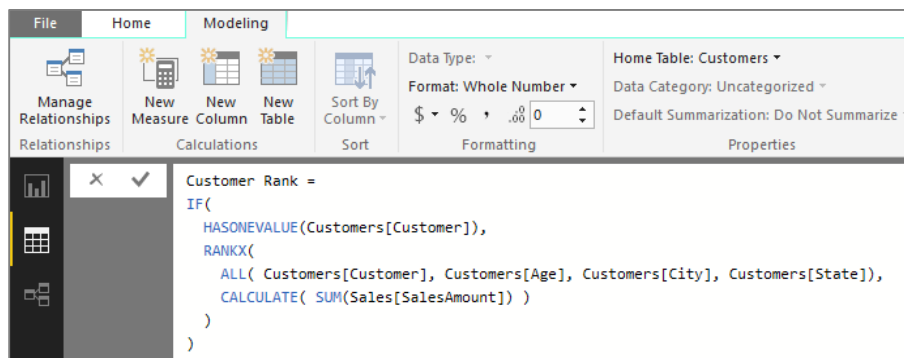 File Home Modeling
Data Type:
Home Table: Customers
Format: Whole Number
Data Category: Uncategorized
Manage Relationships
New Measure
New Column
New Table
Sort By Column
$ % , .00 0
Default Summarization: Do Not Summarize
Relationships Calculations Sort Formatting Properties
Customer Rank =
IF(
HASONEVALUE(Customers[Customer]),
RANKX(
ALL( Customers[Customer], Customers[Age], Customers[City], Customers[State]),
CALCULATE( SUM(Sales[SalesAmount]) )
)
)